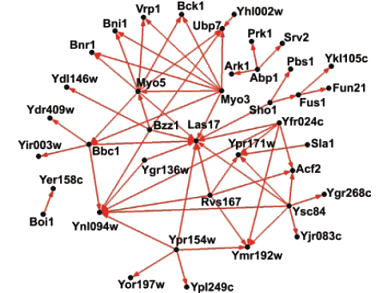 Vrp1
Bck1
Bni1
Ubp7
Yhl002w
Bnr1
Prk1
Srv2
Ydl146w
Myo5
Myo3
Ark1
Abp1
Pbs1
Ykl105c
Sho1
Fus1
Fun21
Ydr409w
Bzz1
Las17
Yfr024c
Yir003w
Bbc1
Ypr171w
Sla1
Ygr136w
Acf2
Yer158c
Rvs167
Ysc84
Ygr268c
Boi1
Ynl094w
Yjr083c
Ypr154w
Ymr192w
Yor197w
Ypl249c